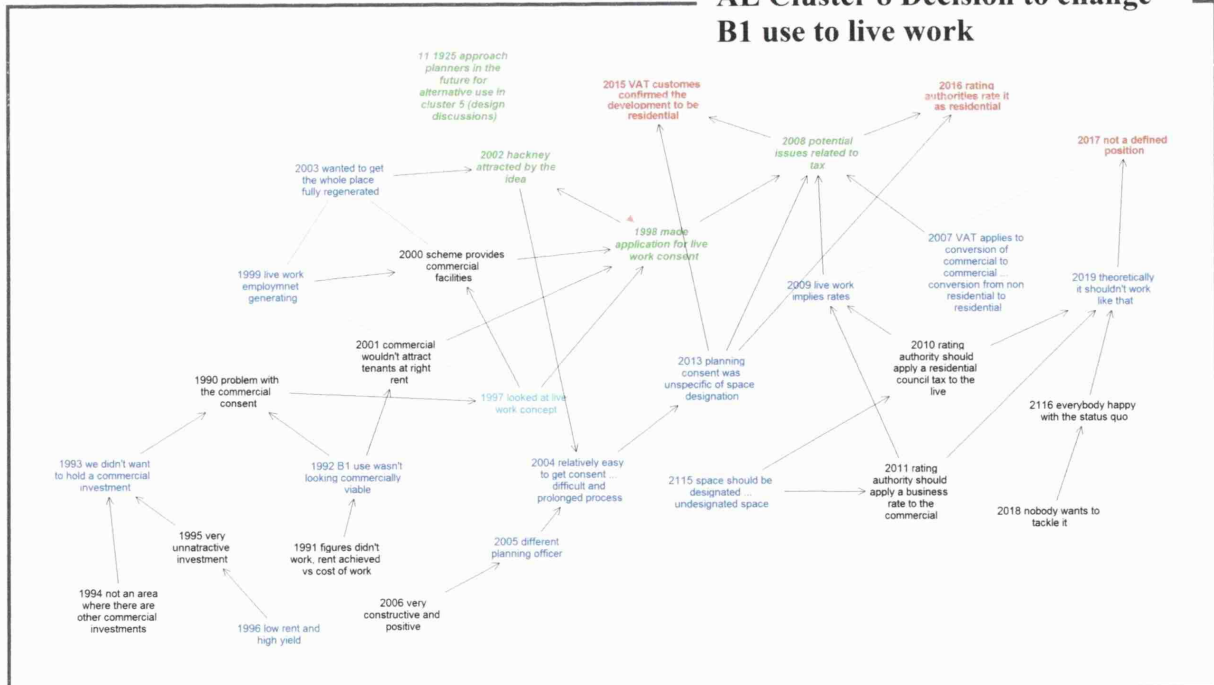 AE Cluster 8 Decision to change
B1 use to live work
11 1925 approach
planners in the
future for
alternative use in
cluster 5 (design
discussions)
2015 VAT customes
confirmed the
development to be
residential
2016 rating
authorities rate it
as residential
2008 potential
issues related to
tax
2017 not a defined
position
2002 hackney
attracted by the
idea
2003 wanted to get
the whole place
fully regenerated
1998 made
application for live
work consent
2000 scheme provides
commercial
facilities
2007 VAT applies to
conversion of
commercial to
commercial ...
conversion from non
residential to
residential
1999 live work
employmnet
generating
2009 live work
implies rates
2019 theoretically
it shouldn't work
like that
2001 commercial
wouldn't attract
tenants at right
rent
2010 rating
authority should
apply a residential
council tax to the
live
2013 planning
consent was
unspecific of space
designation
1990 problem with
the commercial
consent
1997 looked at live
work concept
2116 everybody happy
with the status quo
1993 we didn't want
to hold a commercial
investment
1992 B1 use wasn't
looking commercially
viable
2004 relatively easy
to get consent ...
difficult and
prolonged process
2115 space should be
designated ...
undesignated space
2011 rating
authority should
apply a business
rate to the
commercial
2018 nobody wants to
tackle it
1995 very
unnatractive
investment
1991 figures didn't
work, rent achieved
vs cost of work
2005 different
planning officer
1994 not an area
where there are
other commercial
investments
2006 very
constructive and
positive
1996 low rent and
high yield